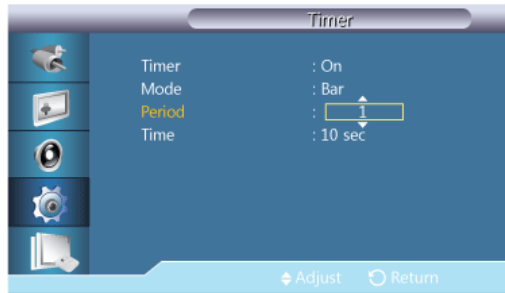 Timer
Timer : On
Mode : Bar
Period : 1
Time : 10 sec
Adjust Return